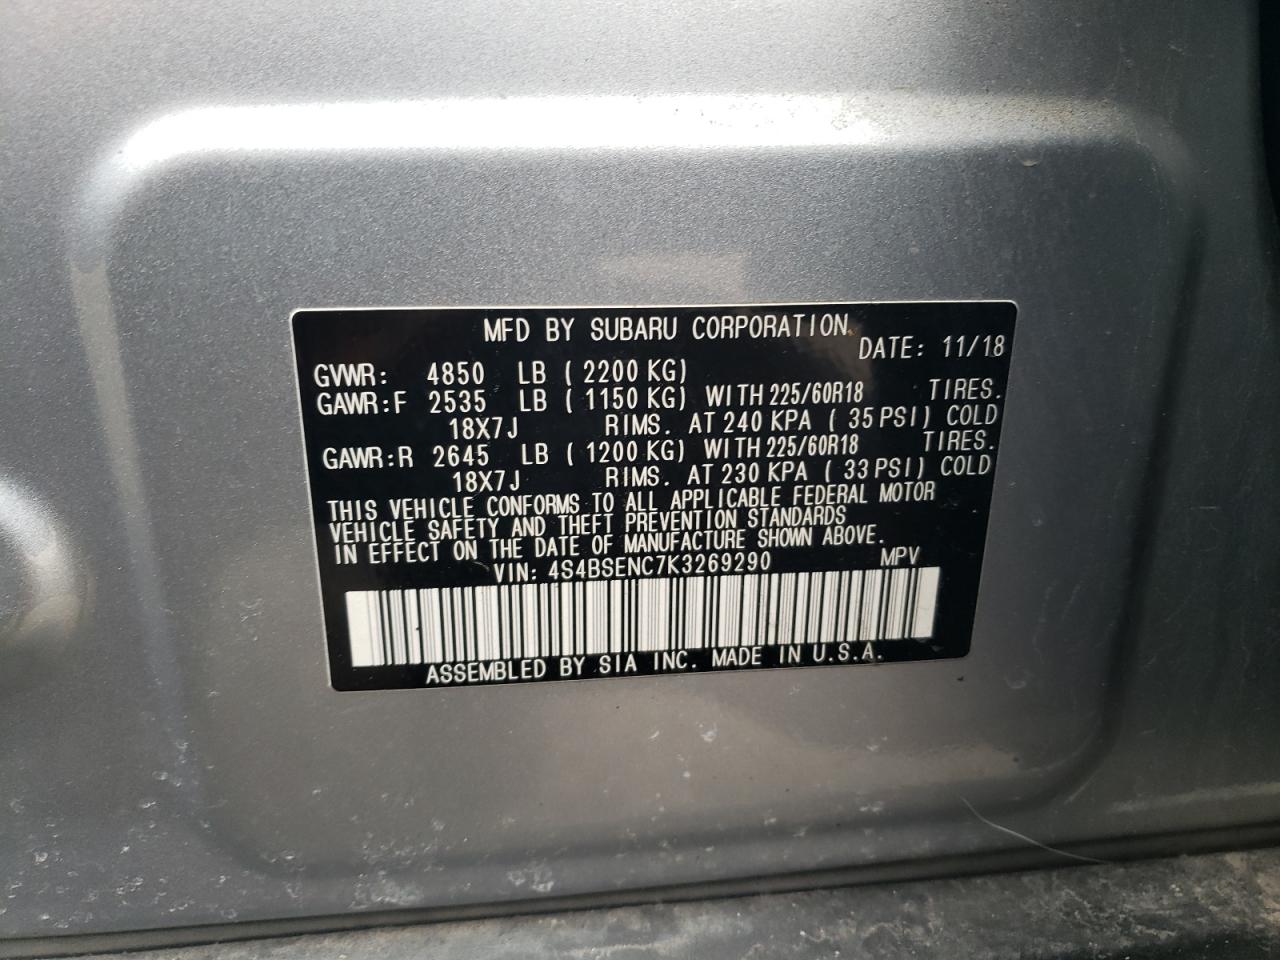 MFD BY SUBARU CORPORATION
DATE: 11/18
GVWR: 4850 LB ( 2200 KG)
GAWR:F 2535 LB ( 1150 KG) WITH 225/60R18 TIRES.
18X7J RIMS. AT 240 KPA ( 35 PSI) COLD
GAWR:R 2645 LB ( 1200 KG) WITH 225/60R18 TIRES.
18X7J RIMS. AT 230 KPA ( 33 PSI) COLD
THIS VEHICLE CONFORMS TO ALL APPLICABLE FEDERAL MOTOR
VEHICLE SAFETY AND THEFT PREVENTION STANDARDS
IN EFFECT ON THE DATE OF MANUFACTURE SHOWN ABOVE.
VIN: 4S4BSENC7K3269290 MPV
ASSEMBLED BY SIA INC. MADE IN U.S.A.